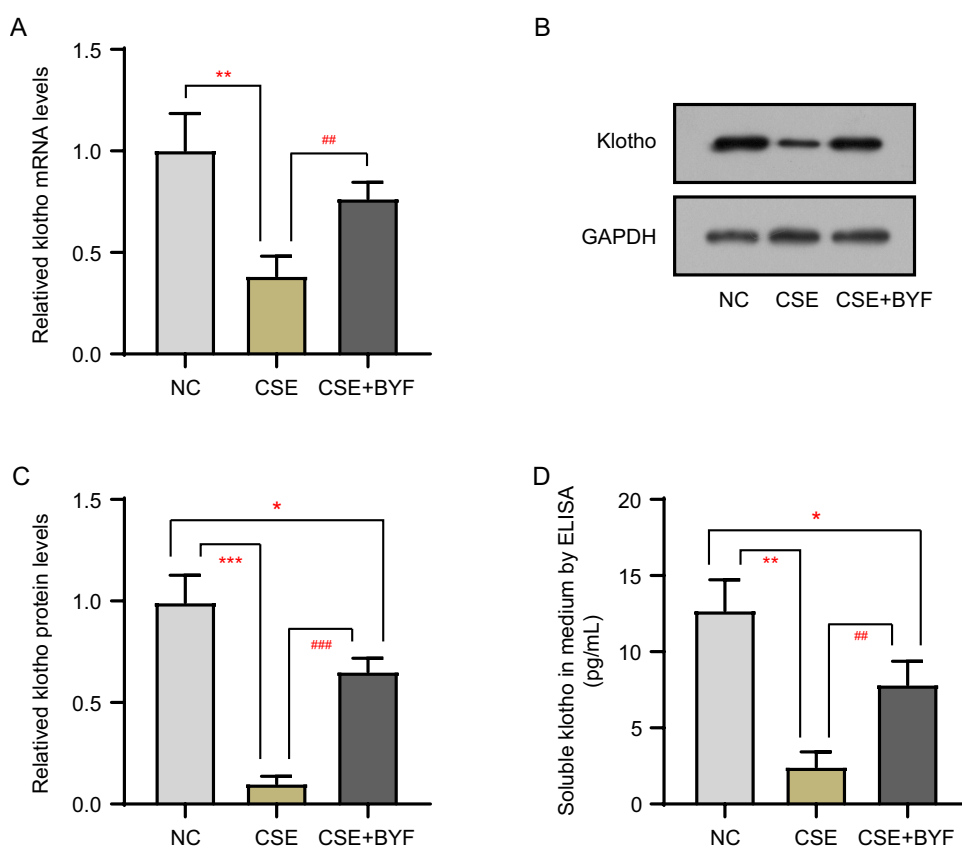 A
Relatived klotho mRNA levels
1.5
1.0
0.5
0.0
**
##
NC CSE CSE+BYF
B
Klotho
GAPDH
NC CSE CSE+BYF
C
Relatived klotho protein levels
1.5
1.0
0.5
0.0
*
***
###
NC CSE CSE+BYF
D
Soluble klotho in medium by ELISA
(pg/mL)
20
15
10
5
0
*
**
##
NC CSE CSE+BYF